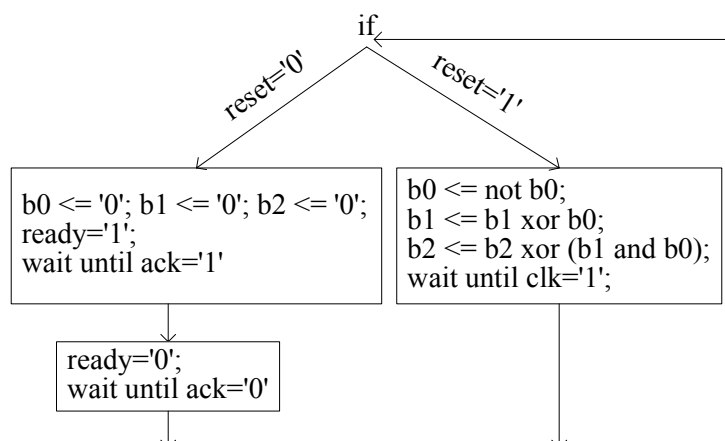 if
reset='0'
reset='1'
b0 <= '0'; b1 <= '0'; b2 <= '0';
ready='1';
wait until ack='1'
b0 <= not b0;
b1 <= b1 xor b0;
b2 <= b2 xor (b1 and b0);
wait until clk='1';
ready='0';
wait until ack='0'